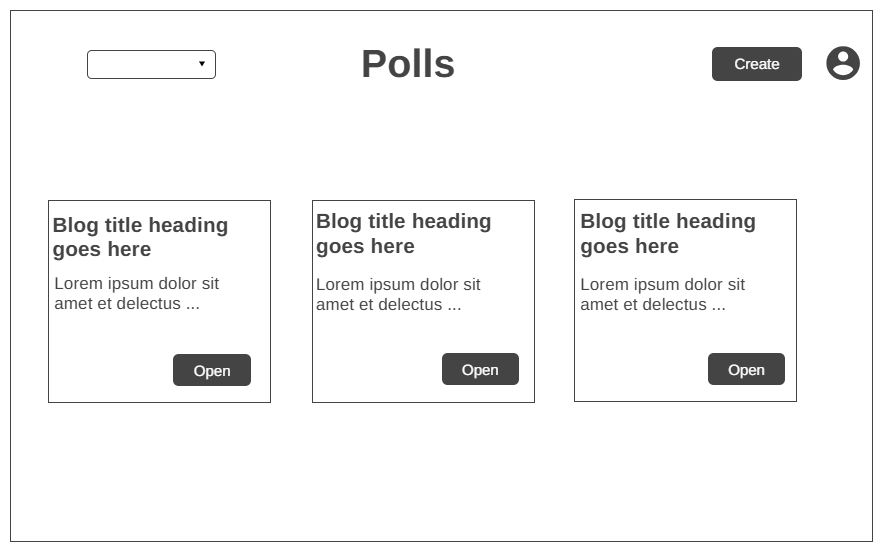 Polls
Create
Blog title heading
goes here
Lorem ipsum dolor sit
amet et delectus ...
Open
Blog title heading
goes here
Lorem ipsum dolor sit
amet et delectus ...
Open
Blog title heading
goes here
Lorem ipsum dolor sit
amet et delectus ...
Open